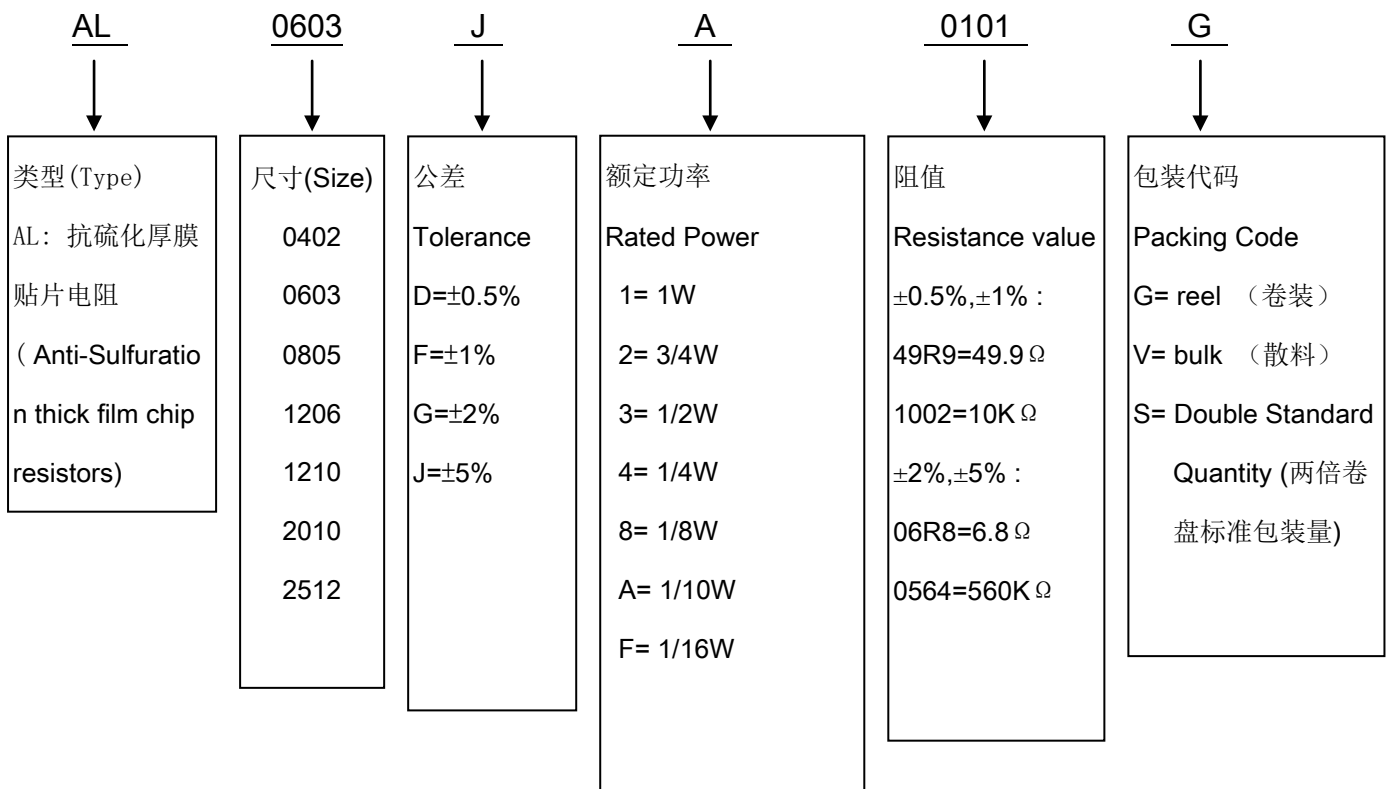 AL 0603 J A 0101 G
类型(Type)
AL: 抗硫化厚膜
贴片电阻
( Anti-Sulfuratio
n thick film chip
resistors)
尺寸(Size)
0402
0603
0805
1206
1210
2010
2512
公差
Tolerance
D=±0.5%
F=±1%
G=±2%
J=±5%
额定功率
Rated Power
1= 1W
2= 3/4W
3= 1/2W
4= 1/4W
8= 1/8W
A= 1/10W
F= 1/16W
阻值
Resistance value
±0.5%,±1% :
49R9=49.9 Ω
1002=10K Ω
±2%,±5% :
06R8=6.8 Ω
0564=560K Ω
包装代码
Packing Code
G= reel （卷装）
V= bulk （散料）
S= Double Standard
Quantity (两倍卷
盘标准包装量)